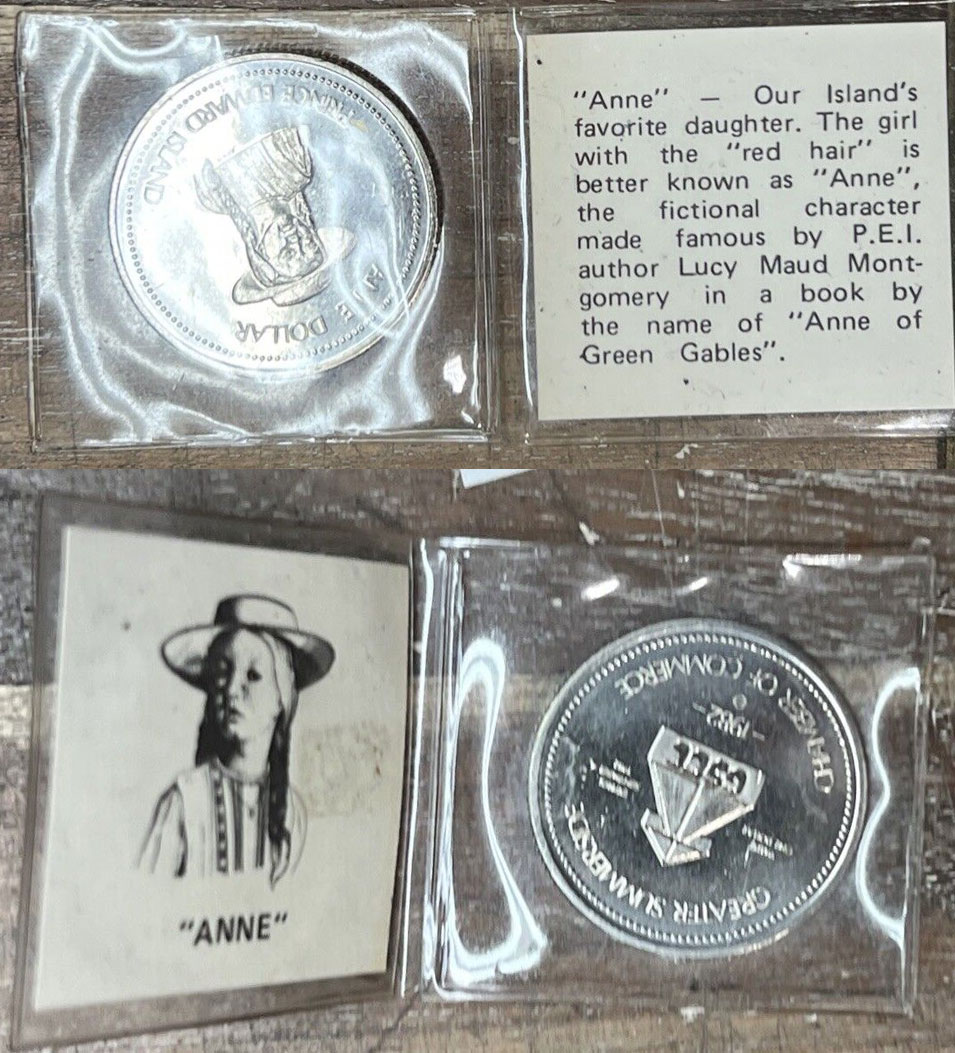 PRINCE EDWARD ISLAND
DOLLAR
"Anne" — Our Island's
favorite daughter. The girl
with the "red hair" is
better known as "Anne",
the fictional character
made famous by P.E.I.
author Lucy Maud Mont-
gomery in a book by
the name of "Anne of
Green Gables".
"ANNE"
GREATER SUMMERSIDE
CHAMBER OF COMMERCE
– 1982 –